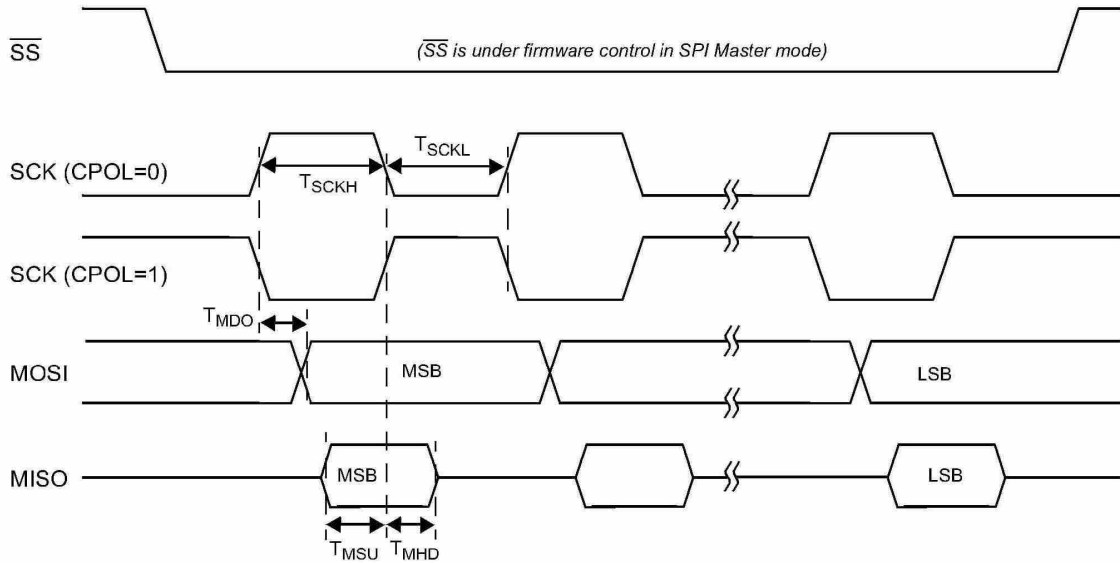 SS
(SS is under firmware control in SPI Master mode)
SCK (CPOL=0)
TSCKL
TSCKH
SCK (CPOL=1)
TMDO
MOSI
MSB
LSB
MISO
MSB
LSB
TMSU
TMHD